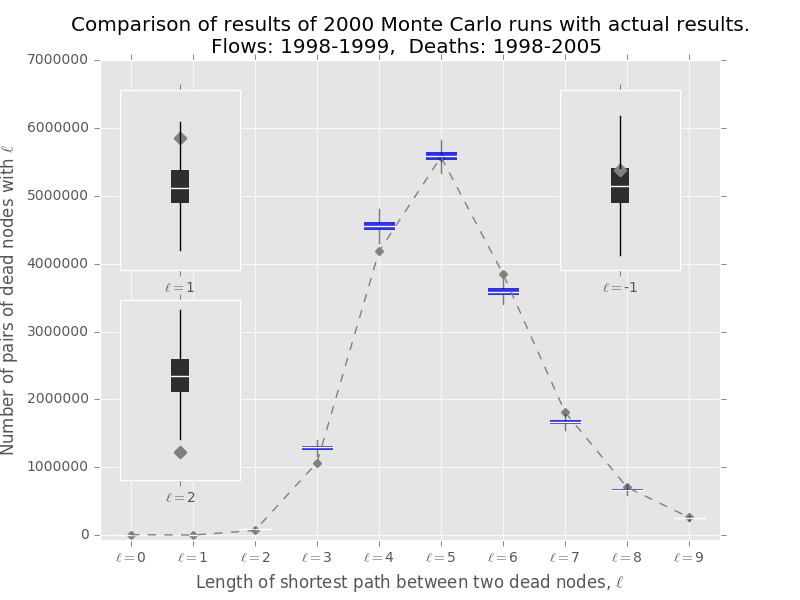 Comparison of results of 2000 Monte Carlo runs with actual results.
Flows: 1998-1999,  Deaths: 1998-2005
Number of pairs of dead nodes with ℓ
7000000
6000000
5000000
4000000
3000000
2000000
1000000
0
ℓ=1
ℓ=2
ℓ=-1
ℓ=0
ℓ=1
ℓ=2
ℓ=3
ℓ=4
ℓ=5
ℓ=6
ℓ=7
ℓ=8
ℓ=9
Length of shortest path between two dead nodes, ℓ